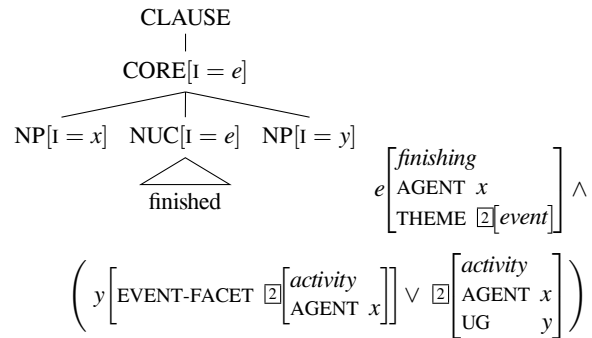 CLAUSE
CORE[I = e]
NP[I = x] NUC[I = e] NP[I = y]
finished
e[finishing
AGENT x
THEME 2[event]] ∧
(y[EVENT-FACET 2[activity
AGENT x]] ∨ 2[activity
AGENT x
UG y])